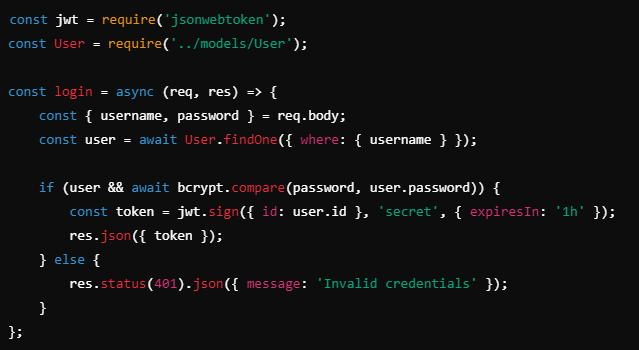 const jwt = require('jsonwebtoken');
const User = require('../models/User');

const login = async (req, res) => {
    const { username, password } = req.body;
    const user = await User.findOne({ where: { username } });

    if (user && await bcrypt.compare(password, user.password)) {
        const token = jwt.sign({ id: user.id }, 'secret', { expiresIn: '1h' });
        res.json({ token });
    } else {
        res.status(401).json({ message: 'Invalid credentials' });
    }
};